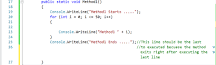 17 public static void Method1()
{
Console.WriteLine("Method1 Starts .....");
for (int i = 0; i <= 50; i++)
{
Console.WriteLine("Method1 " + i);
}
Console.WriteLine("Method1 Ends .....");//This line should be the last
to executed because the method
exits right after executing the
last line